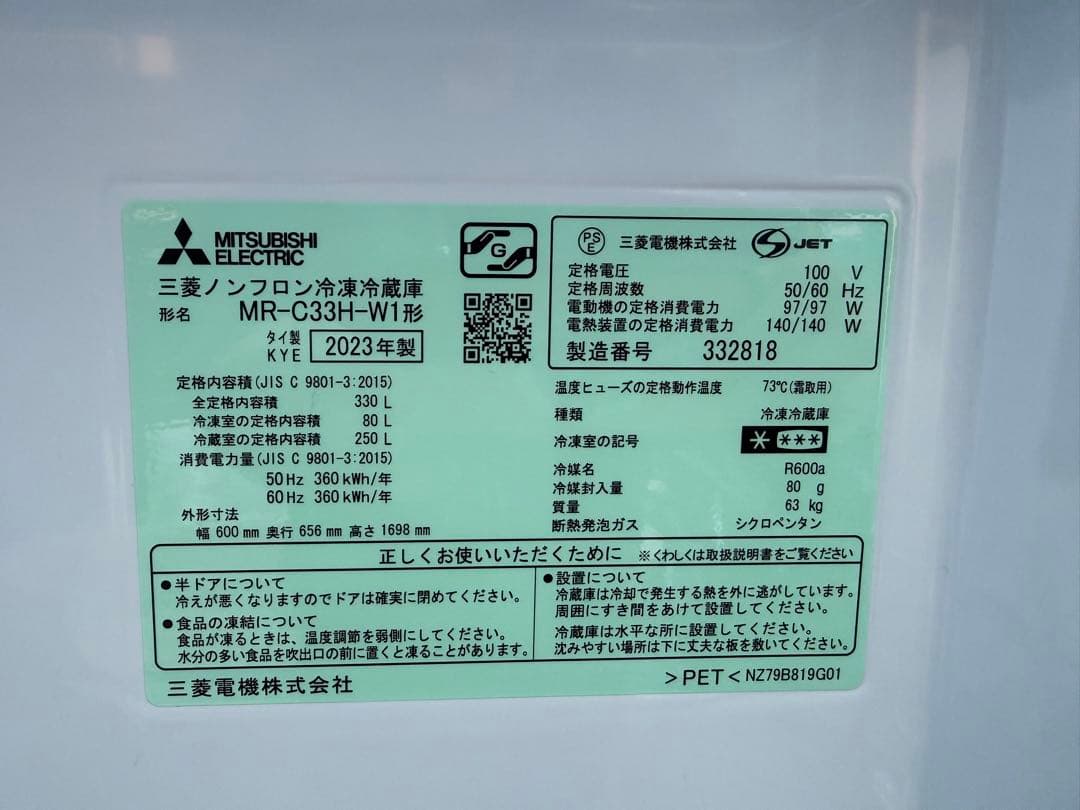 MITSUBISHI
ELECTRIC
三菱ノンフロン冷凍冷蔵庫
形名 MR-C33H-W1形
タイ製
KYE 2023年製
G
定格内容積(JIS C 9801-3:2015)
全定格内容積 330 L
冷凍室の定格内容積 80 L
冷蔵室の定格内容積 250 L
消費電力量(JIS C 9801-3:2015)
50Hz 360kWh/年
60Hz 360kWh/年
外形寸法
幅 600mm 奥行 656mm 高さ 1698mm
PSE 三菱電機株式会社 JET
定格電圧 100 V
定格周波数 50/60 Hz
電動機の定格消費電力 97/97 W
電熱装置の定格消費電力 140/140 W
製造番号 332818
温度ヒューズの定格動作温度 73℃(霜取用)
種類 冷凍冷蔵庫
冷凍室の記号
冷媒名 R600a
冷媒封入量 80 g
質量 63 kg
断熱発泡ガス シクロペンタン
正しくお使いいただくために ※くわしくは取扱説明書をご覧ください
●半ドアについて
冷えが悪くなりますのでドアは確実に閉めてください。
●食品の凍結について
食品が凍るときは、温度調節を弱側にしてください。
水分の多い食品を吹出口の前に置くと凍ることがあります。
●設置について
冷蔵庫は冷却で発生する熱を外に逃がしています。
周囲にすき間をあけて設置してください。
冷蔵庫は水平な所に設置してください。
沈みやすい場所は下に丈夫な板を敷いてください。
三菱電機株式会社
>PET< NZ79B819G01